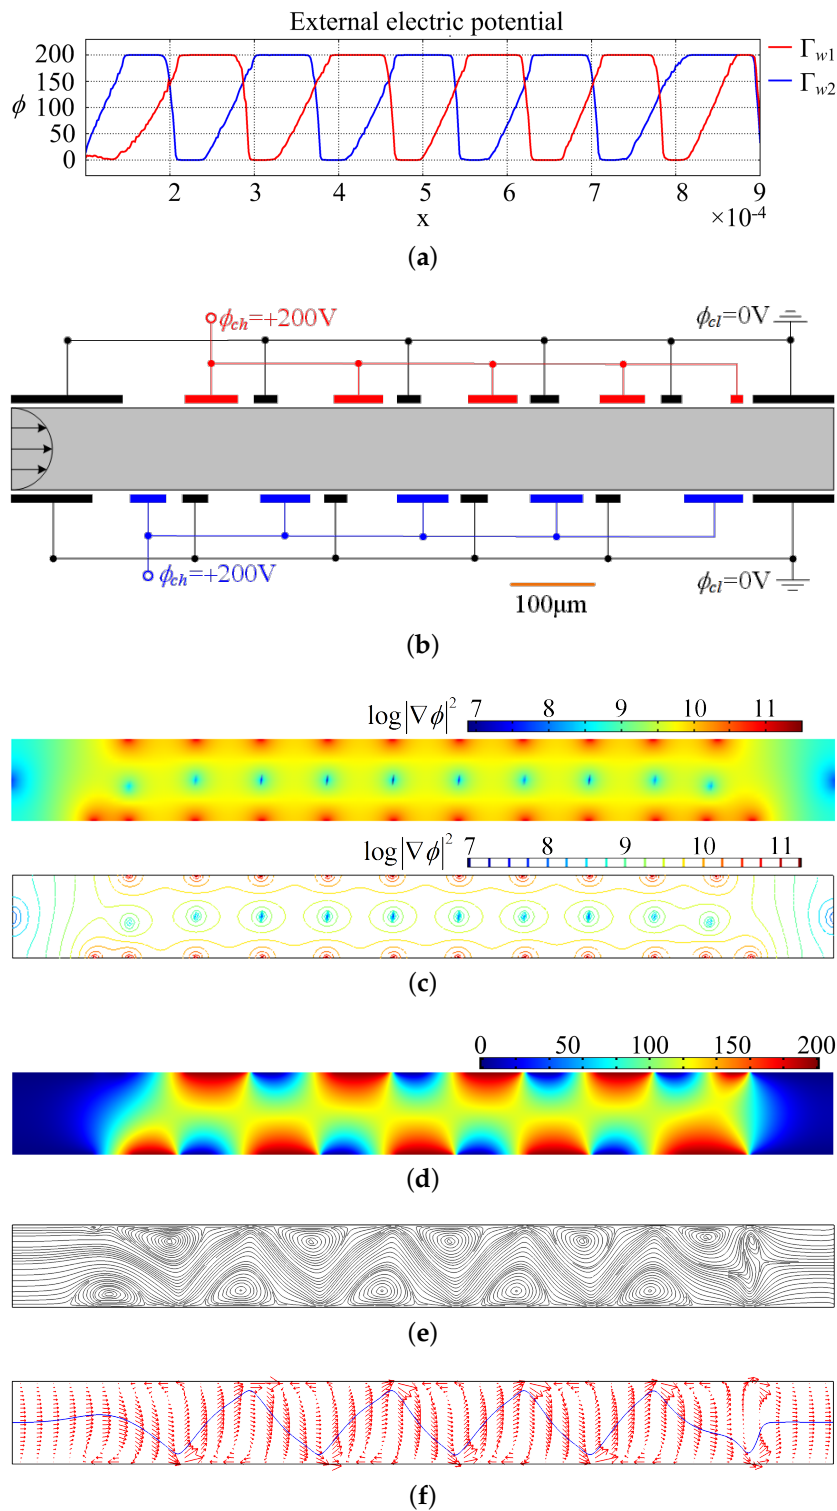 External electric potential
200
150
100
50
0
ϕ
2 3 4 5 6 7 8 9
x
×10⁻⁴
Γw1
Γw2
(a)
ϕch=+200V
ϕcl=0V
ϕch=+200V
ϕcl=0V
100μm
(b)
log|∇ϕ|² 7 8 9 10 11
log|∇ϕ|² 7 8 9 10 11
(c)
0 50 100 150 200
(d)
(e)
(f)